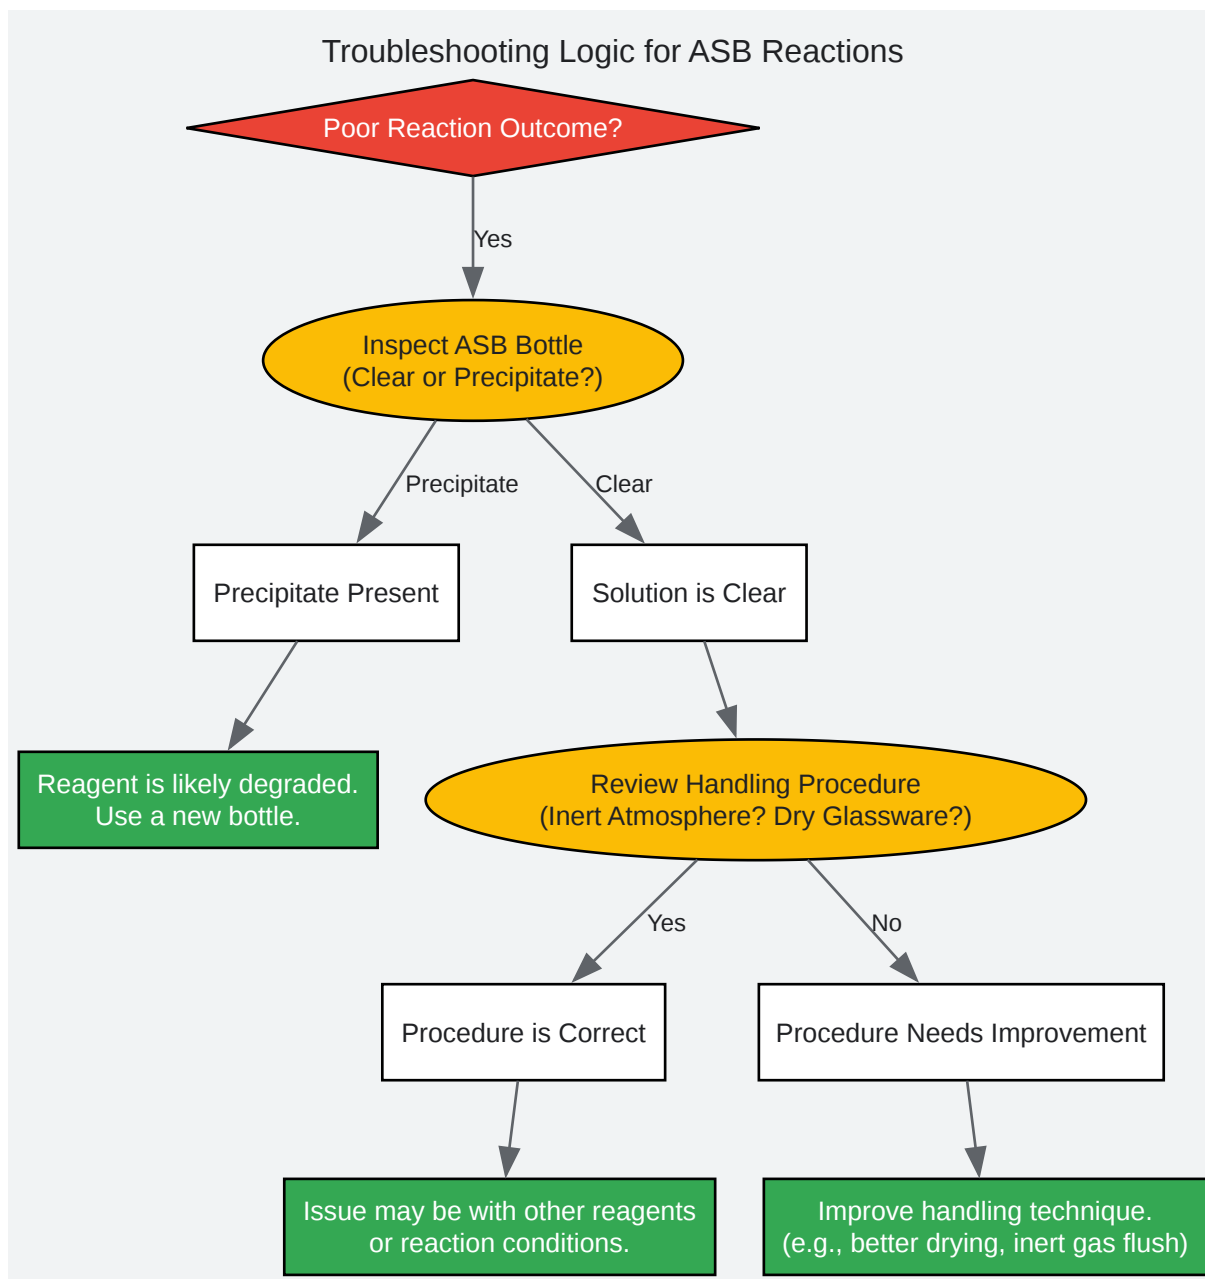 Troubleshooting Logic for ASB Reactions
Poor Reaction Outcome?
Yes
Inspect ASB Bottle
(Clear or Precipitate?)
Precipitate
Clear
Precipitate Present
Solution is Clear
Reagent is likely degraded.
Use a new bottle.
Review Handling Procedure
(Inert Atmosphere? Dry Glassware?)
Yes
No
Procedure is Correct
Procedure Needs Improvement
Issue may be with other reagents
or reaction conditions.
Improve handling technique.
(e.g., better drying, inert gas flush)